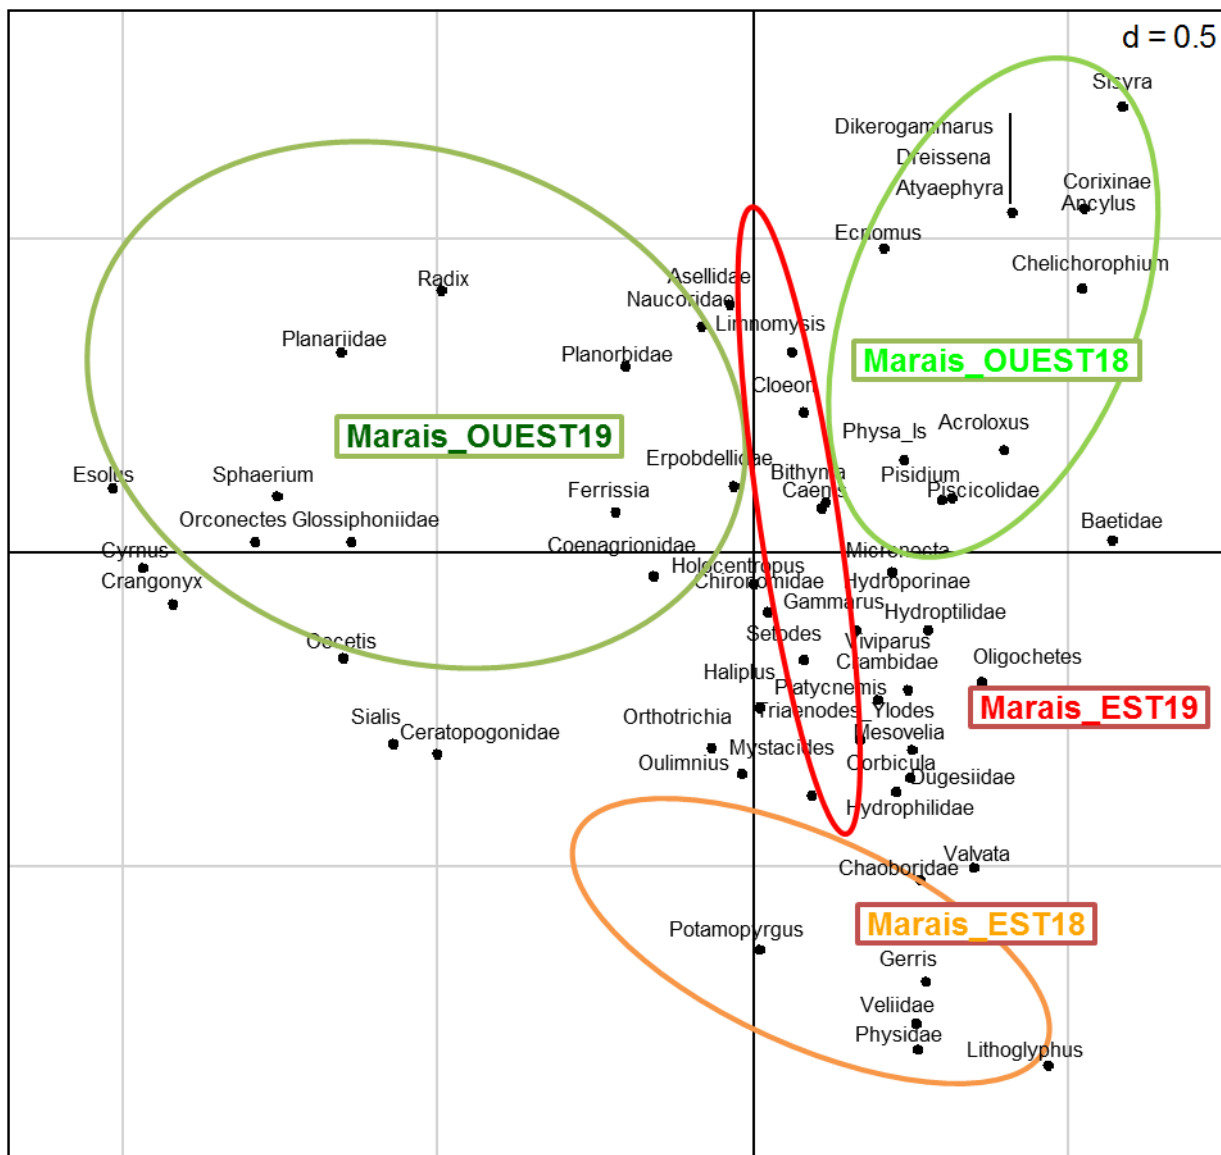 d = 0.5
Sisyra
Dikerogammarus
Dreissena
Atyaephyra
Corixinae
Ancylus
Ecnomus
Chelichorophium
Asellidae
Radix
Naucoridae
Limnomysis
Planariidae
Planorbidae
Marais_OUEST18
Cloeon
Marais_OUEST19
Physa_ls
Acroloxus
Erpobdellidae
Esolus
Sphaerium
Bithynia
Pisidium
Ferrissia
Caenis
Piscicolidae
Orconectes
Glossiphoniidae
Baetidae
Cyrnus
Coenagrionidae
Micronecta
Holocentropus
Crangonyx
Chironomidae
Hydroporinae
Gammarus
Hydroptilidae
Oecetis
Setodes
Viviparus
Crambidae
Oligochetes
Haliplus
Platycnemis
Marais_EST19
Sialis
Orthotrichia
Triaenodes_Ylodes
Ceratopogonidae
Mystacides
Mesovelia
Oulimnius
Corbicula
Dugesiidae
Hydrophilidae
Valvata
Chaoboridae
Potamopyrgus
Marais_EST18
Gerris
Veliidae
Physidae
Lithoglyphus